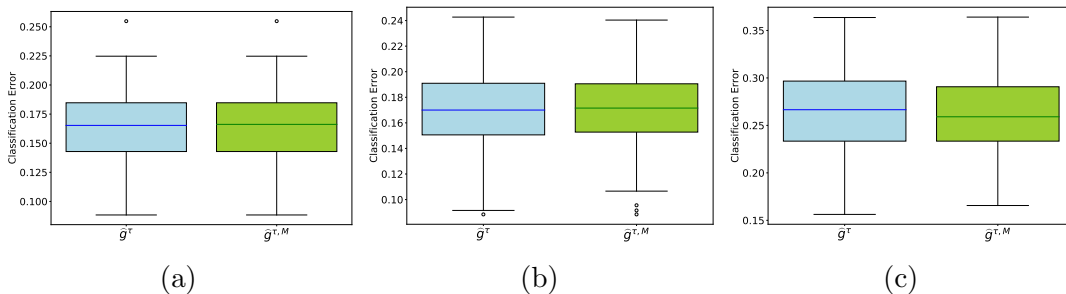 Classification Error
0.250
0.225
0.200
0.175
0.150
0.125
0.100
g̃τ
g̃τ,M
(a)
Classification Error
0.24
0.22
0.20
0.18
0.16
0.14
0.12
0.10
g̃τ
g̃τ,M
(b)
Classification Error
0.35
0.30
0.25
0.20
0.15
g̃τ
g̃τ,M
(c)